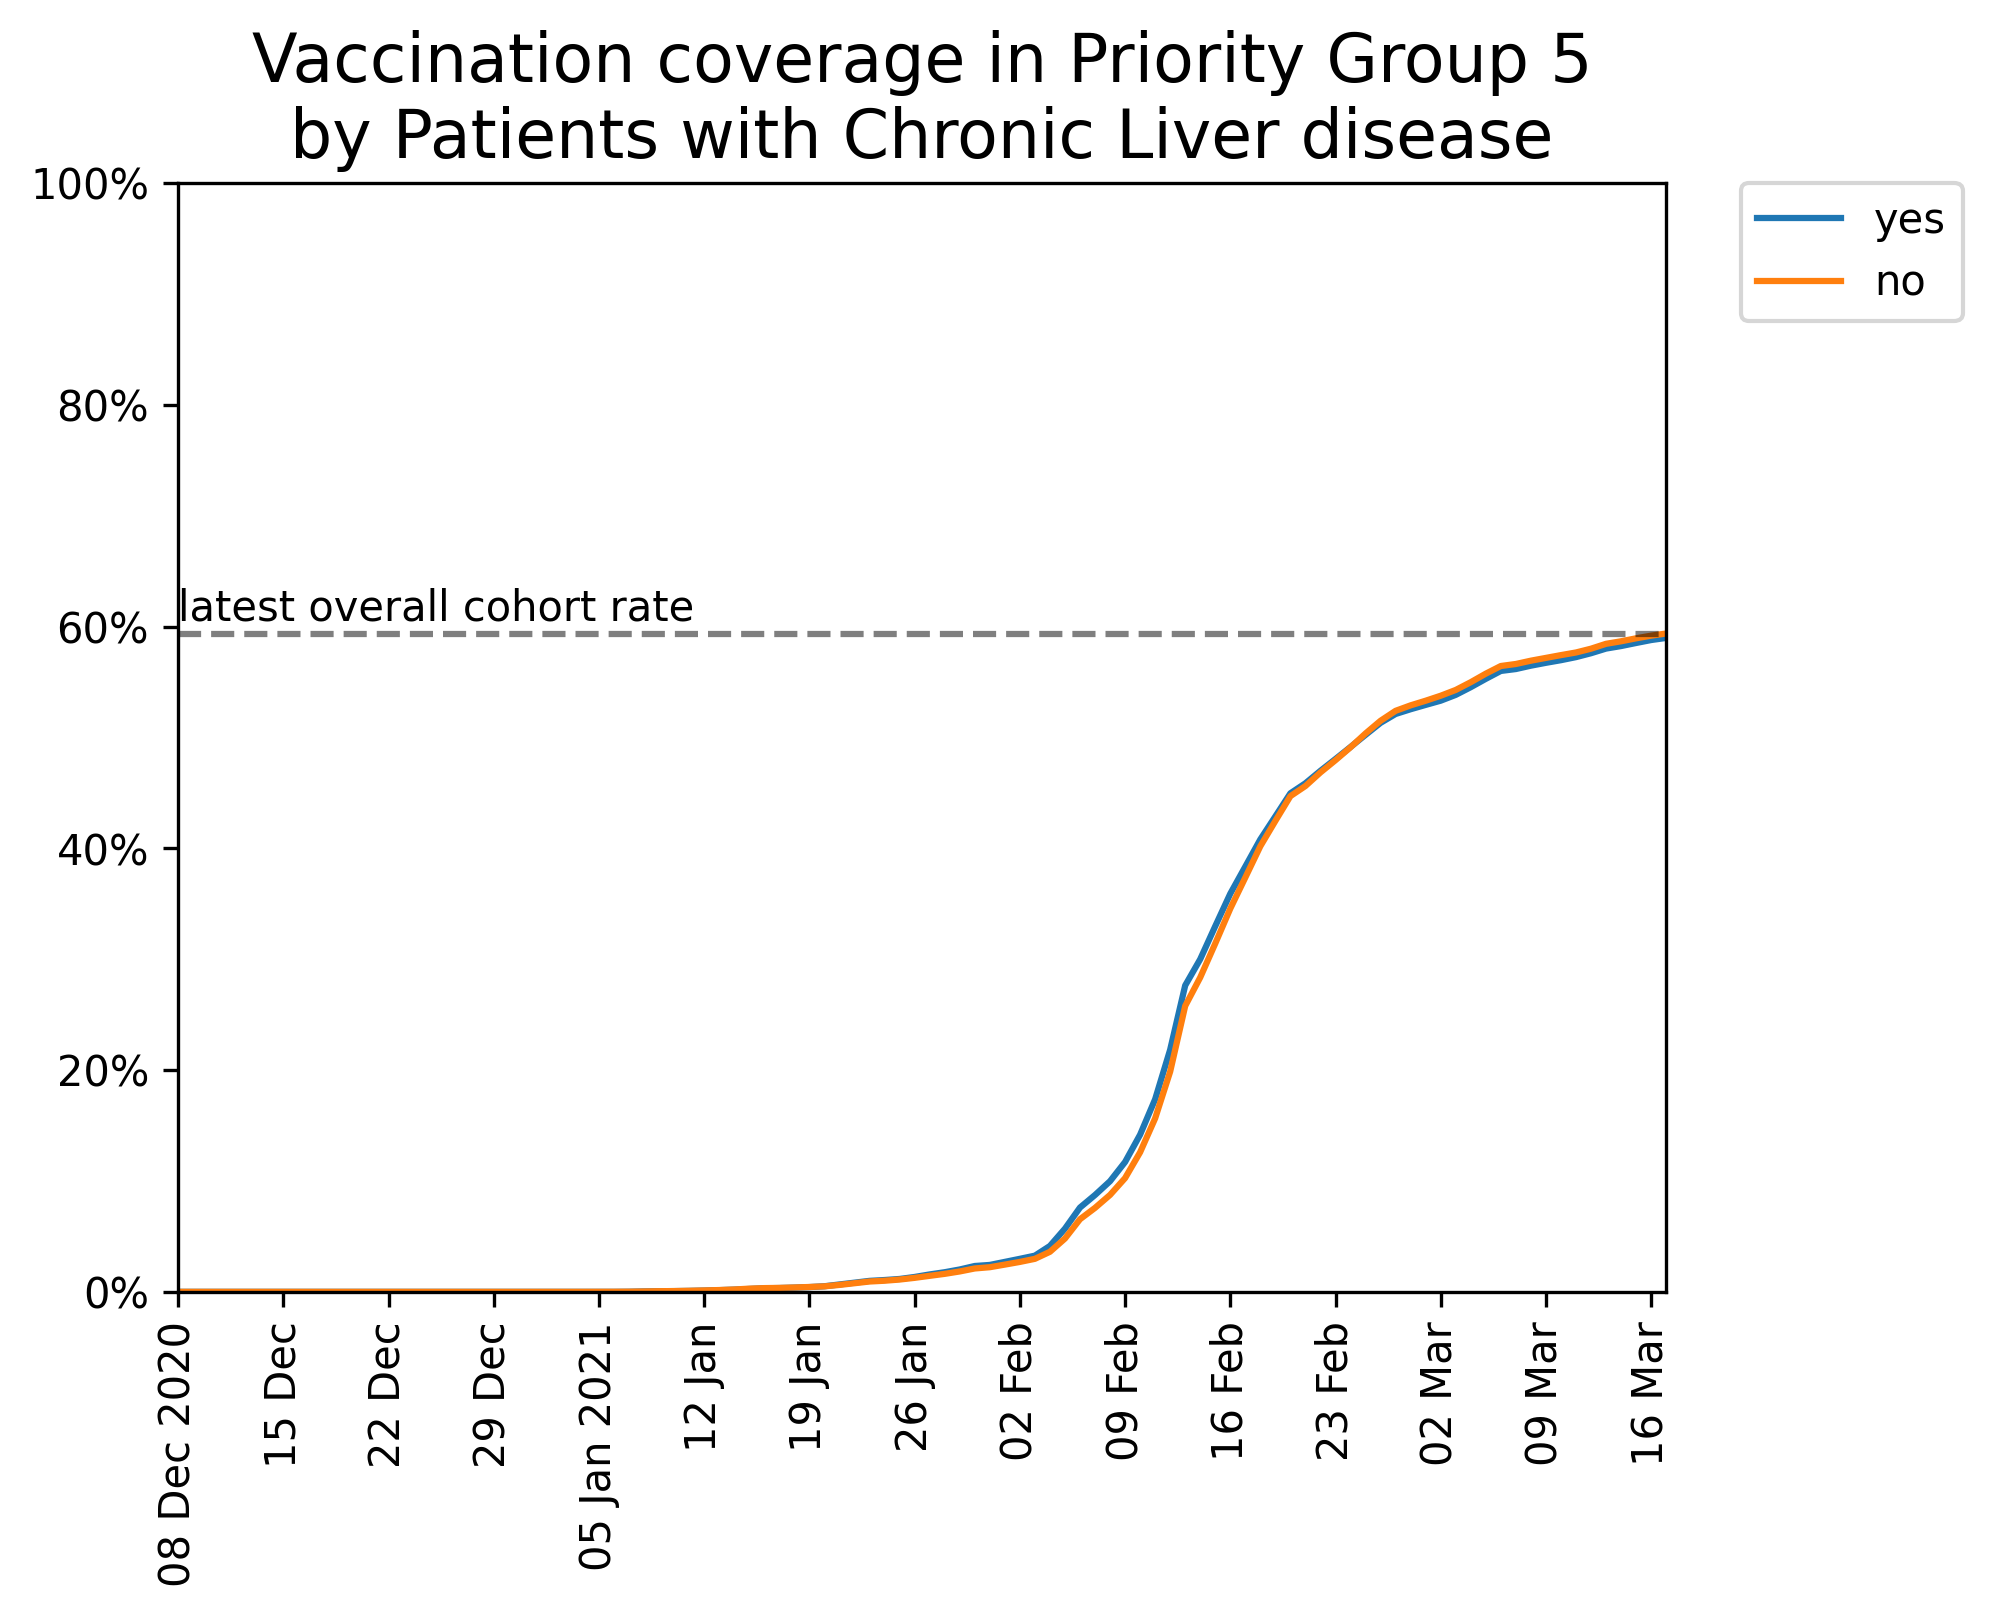 Vaccination coverage in Priority Group 5
by Patients with Chronic Liver disease
100%
80%
60%
40%
20%
0%
latest overall cohort rate
yes
no
08 Dec 2020
15 Dec
22 Dec
29 Dec
05 Jan 2021
12 Jan
19 Jan
26 Jan
02 Feb
09 Feb
16 Feb
23 Feb
02 Mar
09 Mar
16 Mar